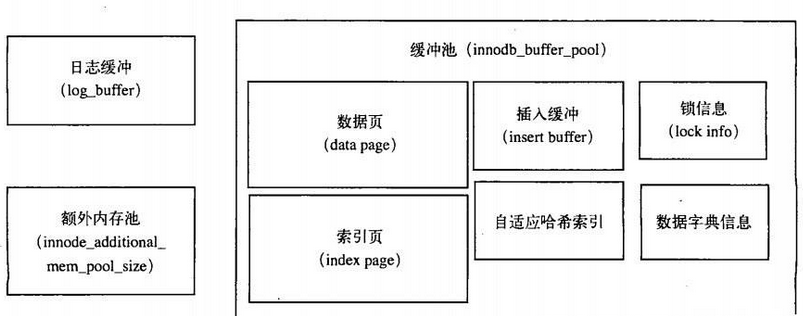 日志缓冲
(log_buffer)
额外内存池
(innode_additional_
mem_pool_size)
缓冲池（innodb_buffer_pool）
数据页
(data page)
插入缓冲
(insert buffer)
锁信息
(lock info)
索引页
(index page)
自适应哈希索引
数据字典信息